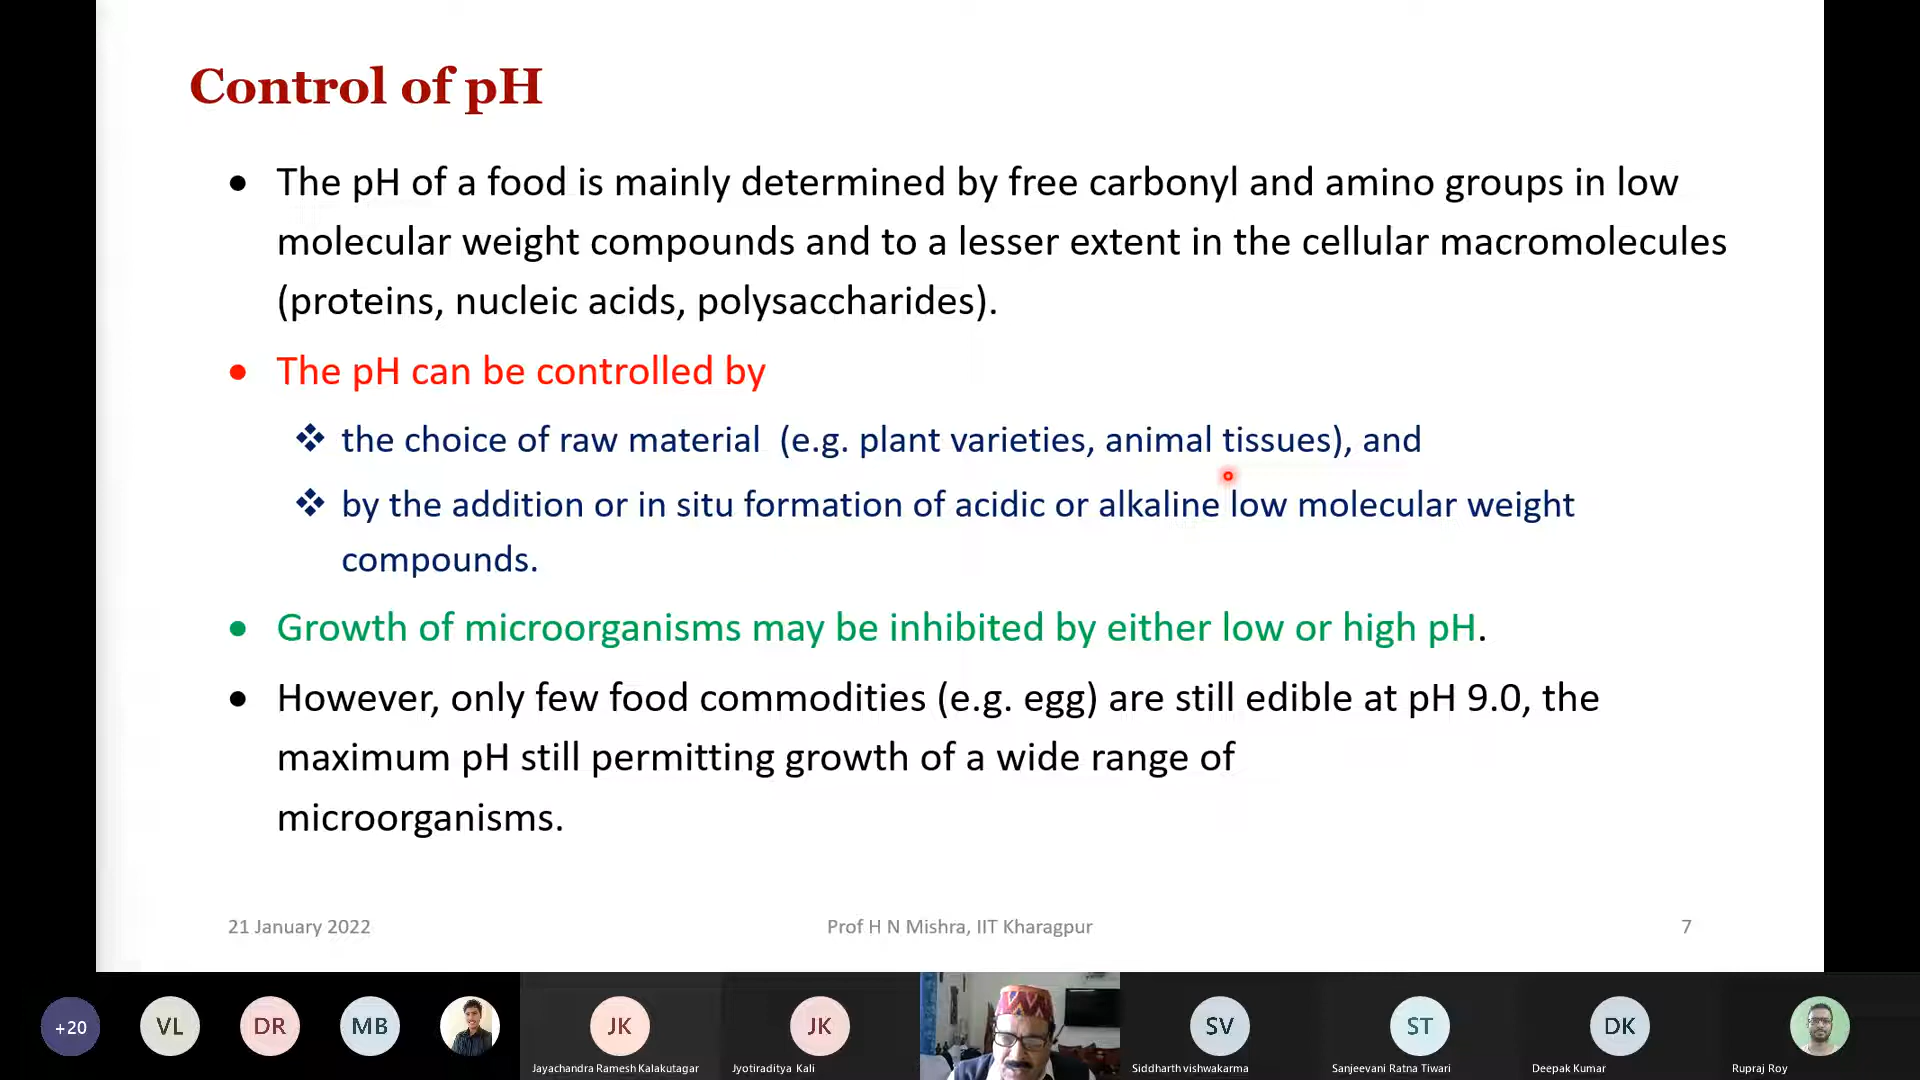 Control of pH
• The pH of a food is mainly determined by free carbonyl and amino groups in low
molecular weight compounds and to a lesser extent in the cellular macromolecules
(proteins, nucleic acids, polysaccharides).
• The pH can be controlled by
❖ the choice of raw material (e.g. plant varieties, animal tissues), and
❖ by the addition or in situ formation of acidic or alkaline low molecular weight
compounds.
• Growth of microorganisms may be inhibited by either low or high pH.
• However, only few food commodities (e.g. egg) are still edible at pH 9.0, the
maximum pH still permitting growth of a wide range of
microorganisms.
21 January 2022 Prof H N Mishra, IIT Kharagpur 7
+20 VL DR MB JK JK SV ST DK
Jayachandra Ramesh Kalakutagar Jyotiraditya Kali Siddharth vishwakarma Sanjeevani Ratna Tiwari Deepak Kumar Rupraj Roy